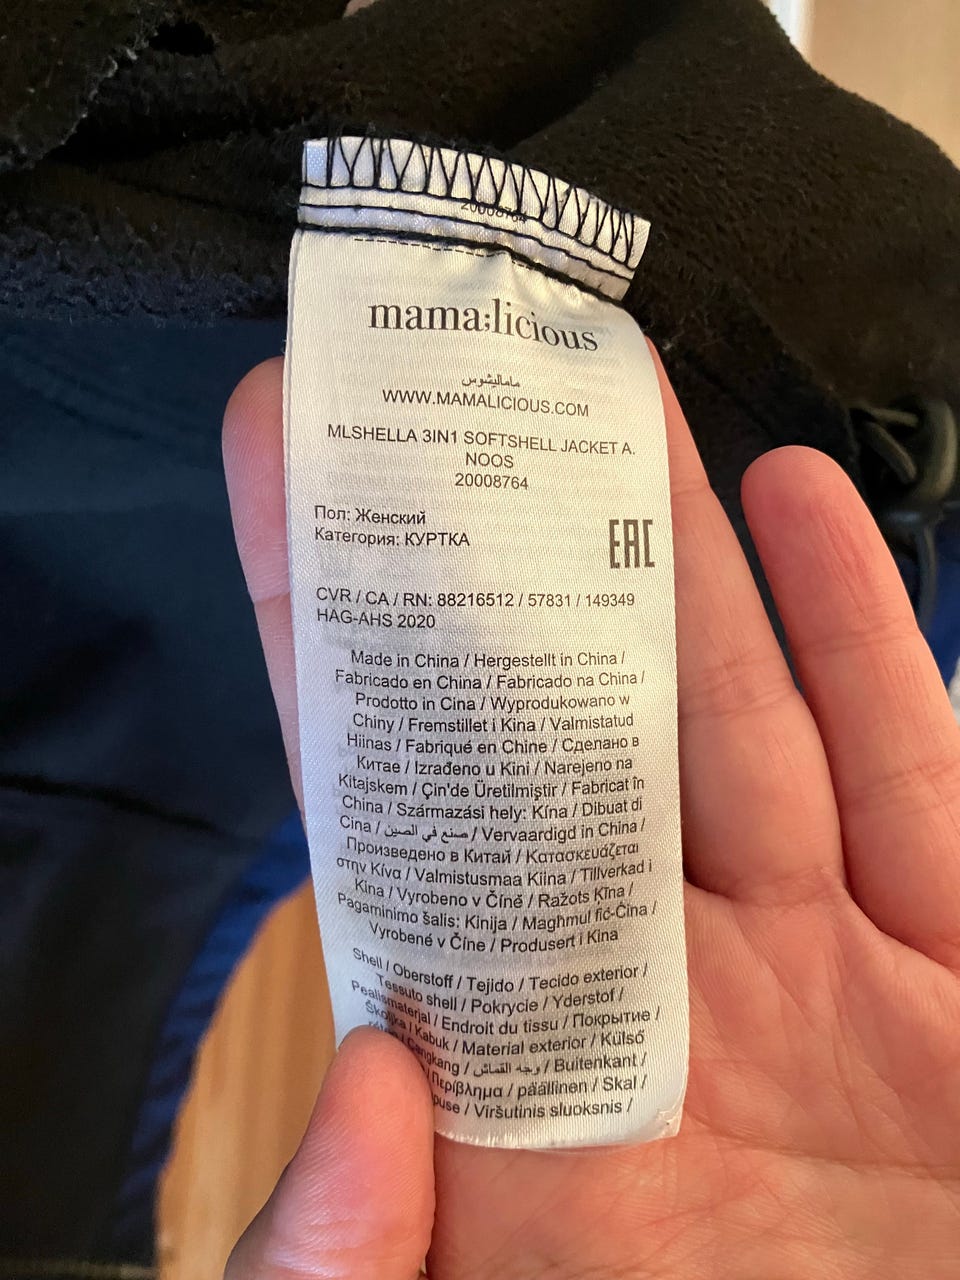 20008764
mama;licious
ماماليشوس
WWW.MAMALICIOUS.COM
MLSHELLA 3IN1 SOFTSHELL JACKET A.
NOOS
20008764
Пол: Женский
Категория: КУРТКА
EAC
CVR / CA / RN: 88216512 / 57831 / 149349
HAG-AHS 2020
Made in China / Hergestellt in China /
Fabricado en China / Fabricado na China /
Prodotto in Cina / Wyprodukowano w
Chiny / Fremstillet i Kina / Valmistatud
Hiinas / Fabriqué en Chine / Сделано в
Китае / Izrađeno u Kini / Narejeno na
Kitajskem / Çin'de Üretilmiştir / Fabricat în
China / Származási hely: Kína / Dibuat di
Cina / صنع في الصين / Vervaardigd in China /
Произведено в Китай / Κατασκευάζεται
στην Κίνα / Valmistusmaa Kiina / Tillverkad i
Kina / Vyrobeno v Číně / Ražots Ķīna /
Pagaminimo šalis: Kinija / Maghmul fiċ-Ċina /
Vyrobené v Číne / Produsert i Kina
Shell / Oberstoff / Tejido / Tecido exterior /
Tessuto shell / Pokrycie / Yderstof /
Pealismaterjal / Endroit du tissu / Покрытие /
Školjka / Kabuk / Material exterior / Külső
Cangkang / وجه القماش / Buitenkant /
Περίβλημα / päällinen / Skal /
/ Viršutinis sluoksnis /